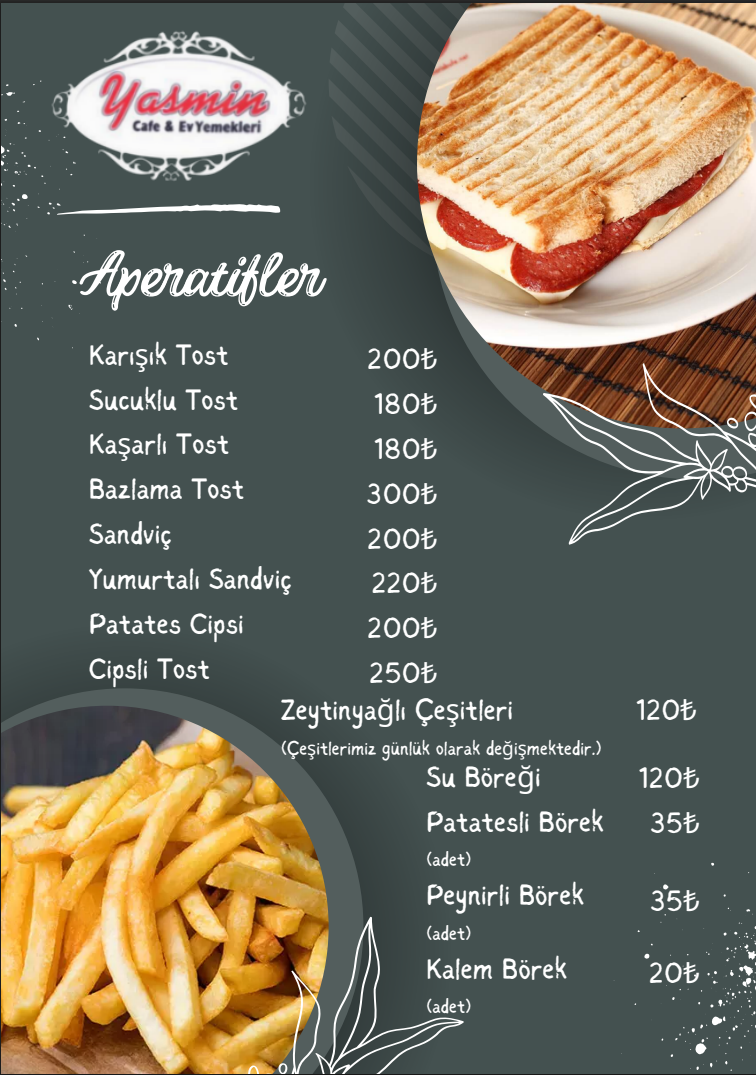 Yasmin
Cafe & Ev Yemekleri
Aperatifler
Karışık Tost 200₺
Sucuklu Tost 180₺
Kaşarlı Tost 180₺
Bazlama Tost 300₺
Sandviç 200₺
Yumurtalı Sandviç 220₺
Patates Cipsi 200₺
Cipsli Tost 250₺
Zeytinyağlı Çeşitleri 120₺
(Çeşitlerimiz günlük olarak değişmektedir.)
Su Böreği 120₺
Patatesli Börek 35₺
(adet)
Peynirli Börek 35₺
(adet)
Kalem Börek 20₺
(adet)